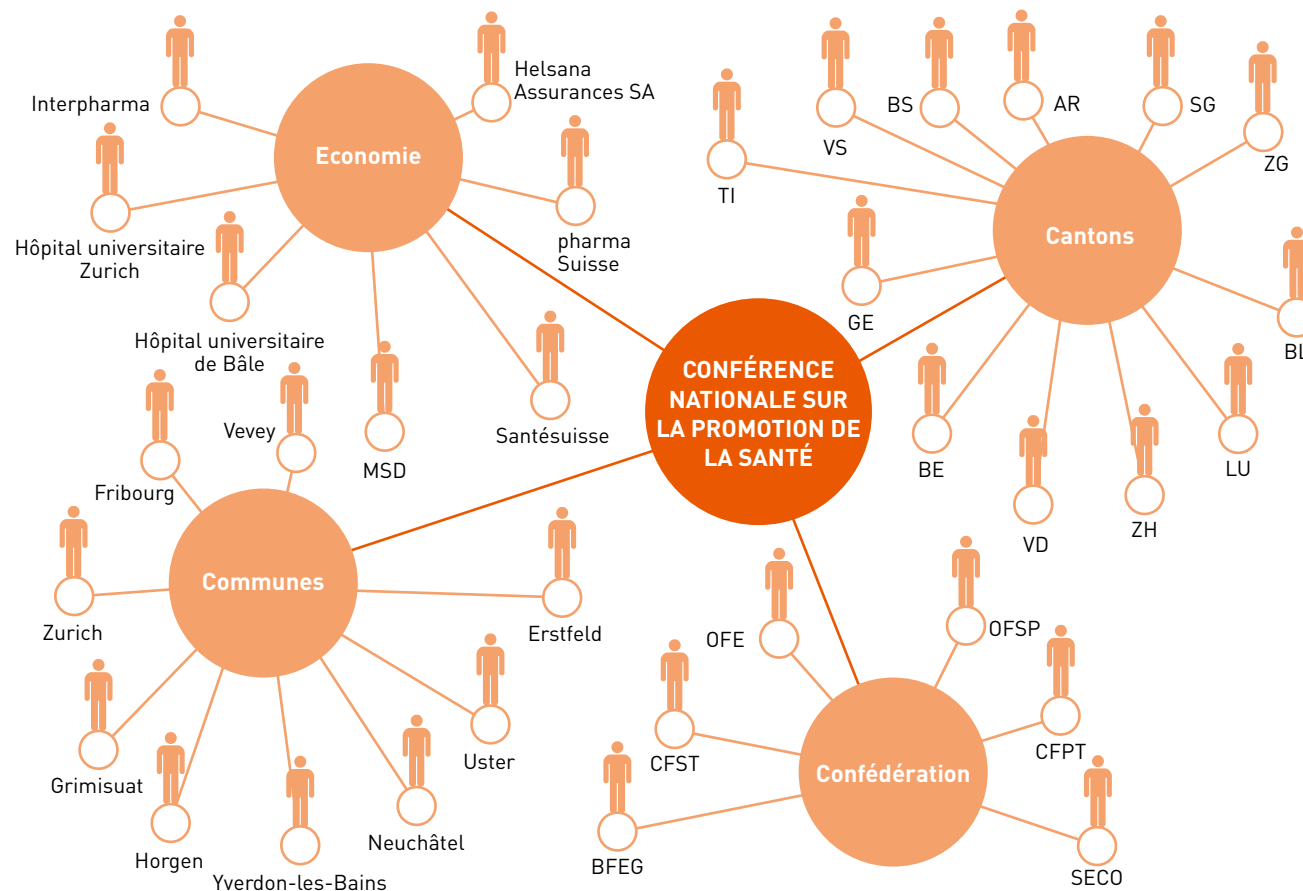 Interpharma
Helsana
Assurances SA
Economie
Hôpital universitaire
Zurich
pharma
Suisse
Hôpital universitaire
de Bâle
MSD
Santésuisse
TI
VS
BS
AR
SG
ZG
Cantons
GE
BL
BE
VD
ZH
LU
CONFÉRENCE
NATIONALE SUR
LA PROMOTION DE
LA SANTÉ
Fribourg
Vevey
Communes
Zurich
Erstfeld
Grimisuat
Uster
Horgen
Neuchâtel
Yverdon-les-Bains
OFE
OFSP
CFST
CFPT
Confédération
BFEG
SECO